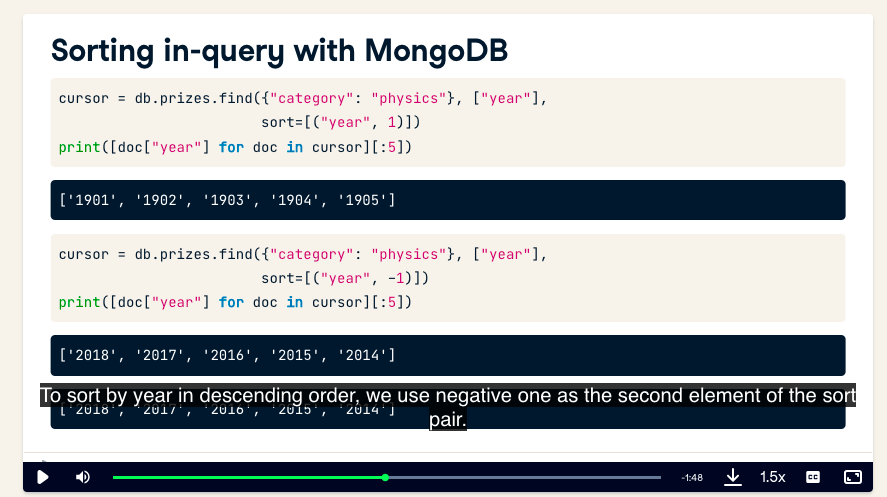 Sorting in-query with MongoDB
cursor = db.prizes.find({"category": "physics"}, ["year"],
sort=[("year", 1)])
print([doc["year"] for doc in cursor][:5])
['1901', '1902', '1903', '1904', '1905']
cursor = db.prizes.find({"category": "physics"}, ["year"],
sort=[("year", -1)])
print([doc["year"] for doc in cursor][:5])
['2018', '2017', '2016', '2015', '2014']
To sort by year in descending order, we use negative one as the second element of the sort
['2018', '2017', '2016', '2015', '2014']
pair.
-1:48
1.5x
CC